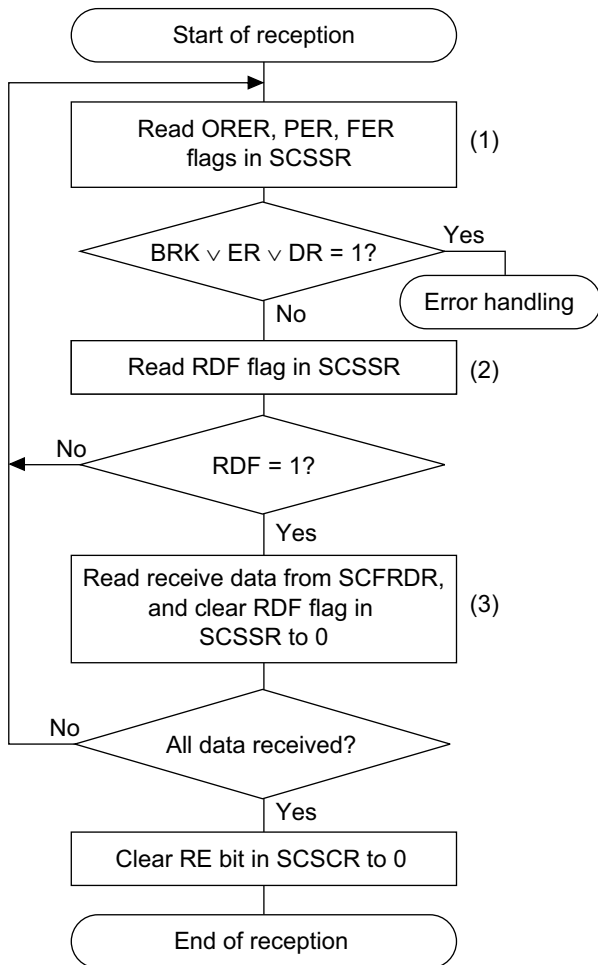 Start of reception
Read ORER, PER, FER
flags in SCSSR
(1)
BRK ∨ ER ∨ DR = 1?
Yes
Error handling
No
Read RDF flag in SCSSR
(2)
No
RDF = 1?
Yes
Read receive data from SCFRDR,
and clear RDF flag in
SCSSR to 0
(3)
No
All data received?
Yes
Clear RE bit in SCSCR to 0
End of reception